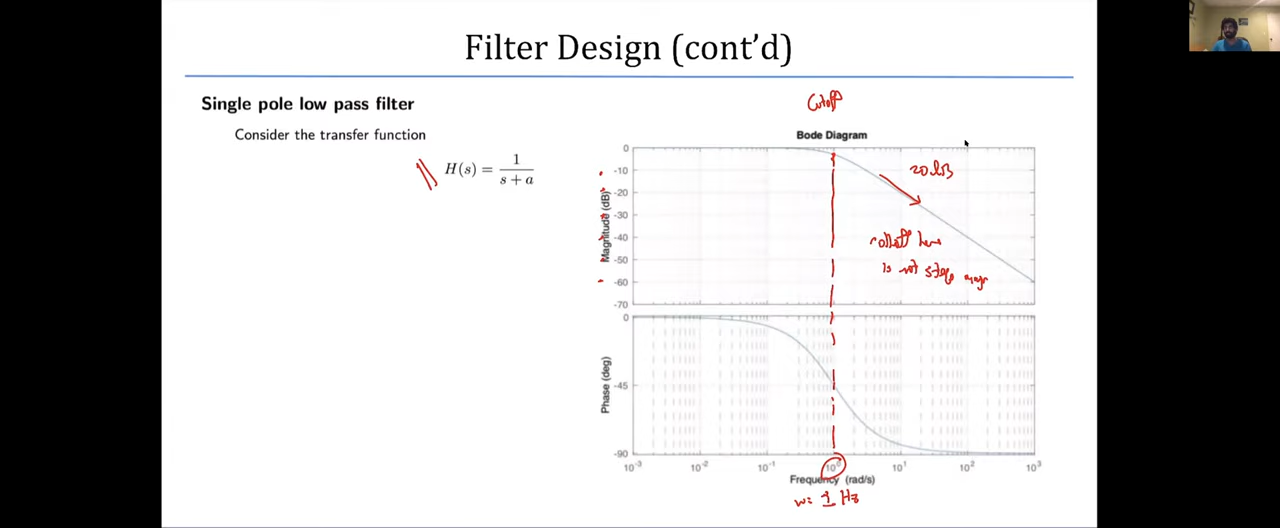 Filter Design (cont'd)
Single pole low pass filter
Consider the transfer function
H(s) = 1 / (s + a)
Cutoff
Bode Diagram
Magnitude (dB)
0
-10
-20
-30
-40
-50
-60
-70
20 dB
rolloff here
is not steep
Phase (deg)
0
-45
-90
10^-3 10^-2 10^-1 10^0 10^1 10^2 10^3
Frequency (rad/s)
w= 1 Hz